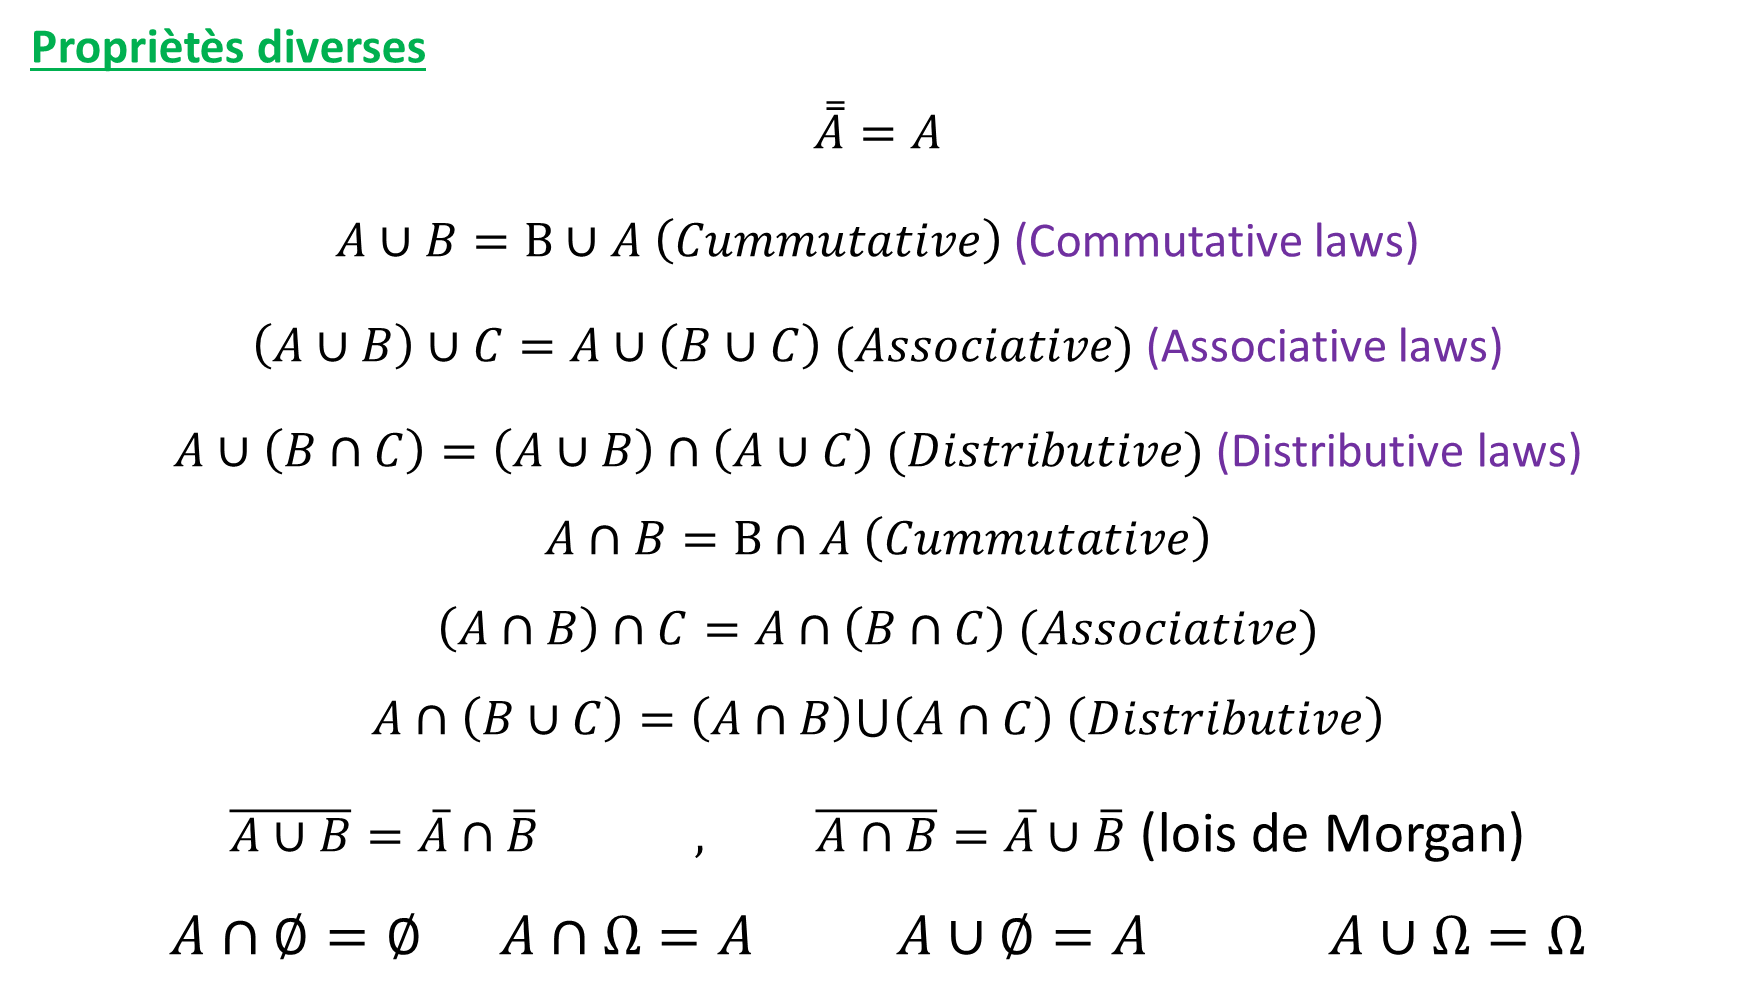 Propriètès diverses
A̿ = A
A ∪ B = B ∪ A (Cummutative) (Commutative laws)
(A ∪ B) ∪ C = A ∪ (B ∪ C) (Associative) (Associative laws)
A ∪ (B ∩ C) = (A ∪ B) ∩ (A ∪ C) (Distributive) (Distributive laws)
A ∩ B = B ∩ A (Cummutative)
(A ∩ B) ∩ C = A ∩ (B ∩ C) (Associative)
A ∩ (B ∪ C) = (A ∩ B)⋃(A ∩ C) (Distributive)
A̅ ̅∪̅ ̅B̅ = A̅ ∩ B̅ , A̅ ̅∩̅ ̅B̅ = A̅ ∪ B̅ (lois de Morgan)
A ∩ ∅ = ∅ A ∩ Ω = A A ∪ ∅ = A A ∪ Ω = Ω